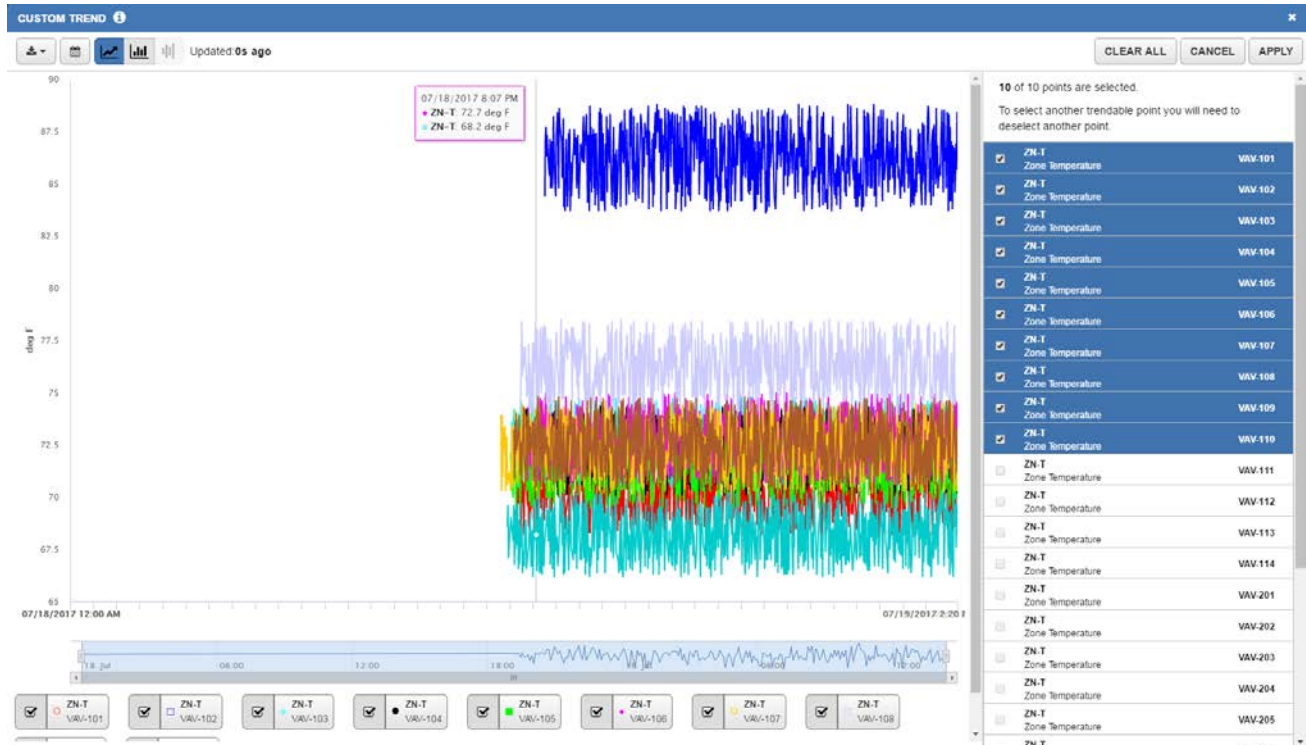 CUSTOM TREND
Updated:0s ago
CLEAR ALL
CANCEL
APPLY
90
87.5
85
82.5
80
77.5
75
72.5
70
67.5
65
deg F
07/18/2017 8:07 PM
ZN-T: 72.7 deg F
ZN-T: 68.2 deg F
07/18/2017 12:00 AM
07/19/2017 2:20
18. Jul
06:00
12:00
18:00
ZN-T
VAV-101
ZN-T
VAV-102
ZN-T
VAV-103
ZN-T
VAV-104
ZN-T
VAV-105
ZN-T
VAV-106
ZN-T
VAV-107
ZN-T
VAV-108
10 of 10 points are selected.
To select another trendable point you will need to
deselect another point.
ZN-T
Zone Temperature
VAV-101
ZN-T
Zone Temperature
VAV-102
ZN-T
Zone Temperature
VAV-103
ZN-T
Zone Temperature
VAV-104
ZN-T
Zone Temperature
VAV-105
ZN-T
Zone Temperature
VAV-106
ZN-T
Zone Temperature
VAV-107
ZN-T
Zone Temperature
VAV-108
ZN-T
Zone Temperature
VAV-109
ZN-T
Zone Temperature
VAV-110
ZN-T
Zone Temperature
VAV-111
ZN-T
Zone Temperature
VAV-112
ZN-T
Zone Temperature
VAV-113
ZN-T
Zone Temperature
VAV-114
ZN-T
Zone Temperature
VAV-201
ZN-T
Zone Temperature
VAV-202
ZN-T
Zone Temperature
VAV-203
ZN-T
Zone Temperature
VAV-204
ZN-T
Zone Temperature
VAV-205